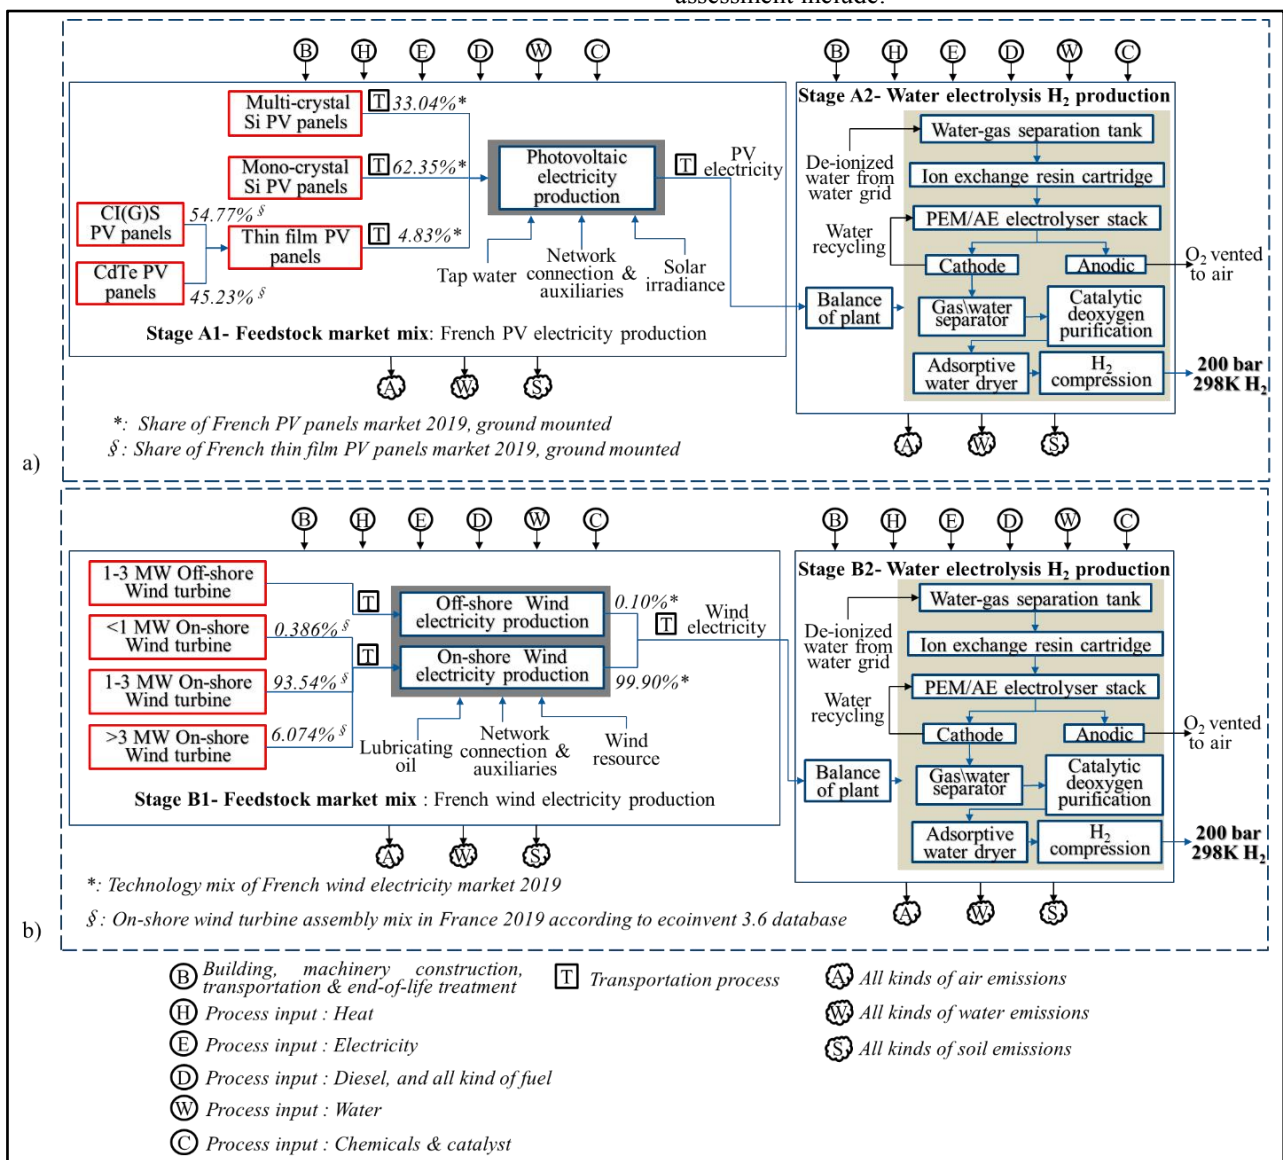 assessment include:
B H E D W C
Multi-crystal
Si PV panels
T 33.04%*
Mono-crystal
Si PV panels
T 62.35%*
CI(G)S
PV panels
54.77% §
Thin film PV
panels
T 4.83%*
CdTe PV
panels
45.23% §
Photovoltaic
electricity
production
T
PV
electricity
Tap water
Network
connection &
auxiliaries
Solar
irradiance
Stage A1- Feedstock market mix: French PV electricity production
A W S
*: Share of French PV panels market 2019, ground mounted
§ : Share of French thin film PV panels market 2019, ground mounted
a)
B H E D W C
Stage A2- Water electrolysis H2 production
Water-gas separation tank
De-ionized
water from
water grid
Ion exchange resin cartridge
PEM/AE electrolyser stack
Water
recycling
Cathode
Anodic
O2 vented
to air
Balance
of plant
Gas\water
separator
Catalytic
deoxygen
purification
Adsorptive
water dryer
H2
compression
200 bar
298K H2
A W S
B H E D W C
1-3 MW Off-shore
Wind turbine
T
<1 MW On-shore
Wind turbine
0.386% §
T
1-3 MW On-shore
Wind turbine
93.54% §
>3 MW On-shore
Wind turbine
6.074% §
Off-shore Wind
electricity production
0.10%*
On-shore Wind
electricity production
99.90%*
T
Wind
electricity
Lubricating
oil
Network
connection &
auxiliaries
Wind
resource
Stage B1- Feedstock market mix : French wind electricity production
A W S
*: Technology mix of French wind electricity market 2019
§ : On-shore wind turbine assembly mix in France 2019 according to ecoinvent 3.6 database
b)
B H E D W C
Stage B2- Water electrolysis H2 production
Water-gas separation tank
De-ionized
water from
water grid
Ion exchange resin cartridge
PEM/AE electrolyser stack
Water
recycling
Cathode
Anodic
O2 vented
to air
Balance
of plant
Gas\water
separator
Catalytic
deoxygen
purification
Adsorptive
water dryer
H2
compression
200 bar
298K H2
A W S
B Building, machinery construction,
transportation & end-of-life treatment
H Process input : Heat
E Process input : Electricity
D Process input : Diesel, and all kind of fuel
W Process input : Water
C Process input : Chemicals & catalyst
T Transportation process
A All kinds of air emissions
W All kinds of water emissions
S All kinds of soil emissions